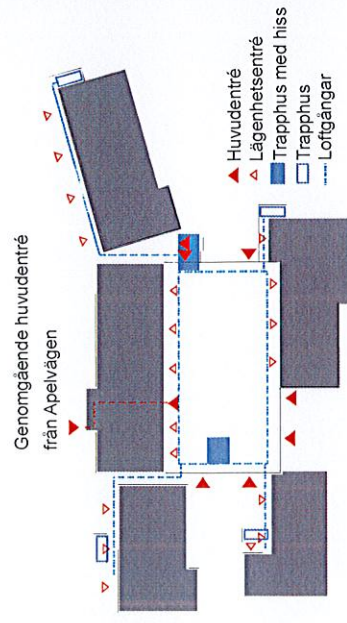 Genomgående huvudentré
från Apelvägen
Huvudentré
Lägenhetsentré
Trapphus med hiss
Trapphus
Loftgångar